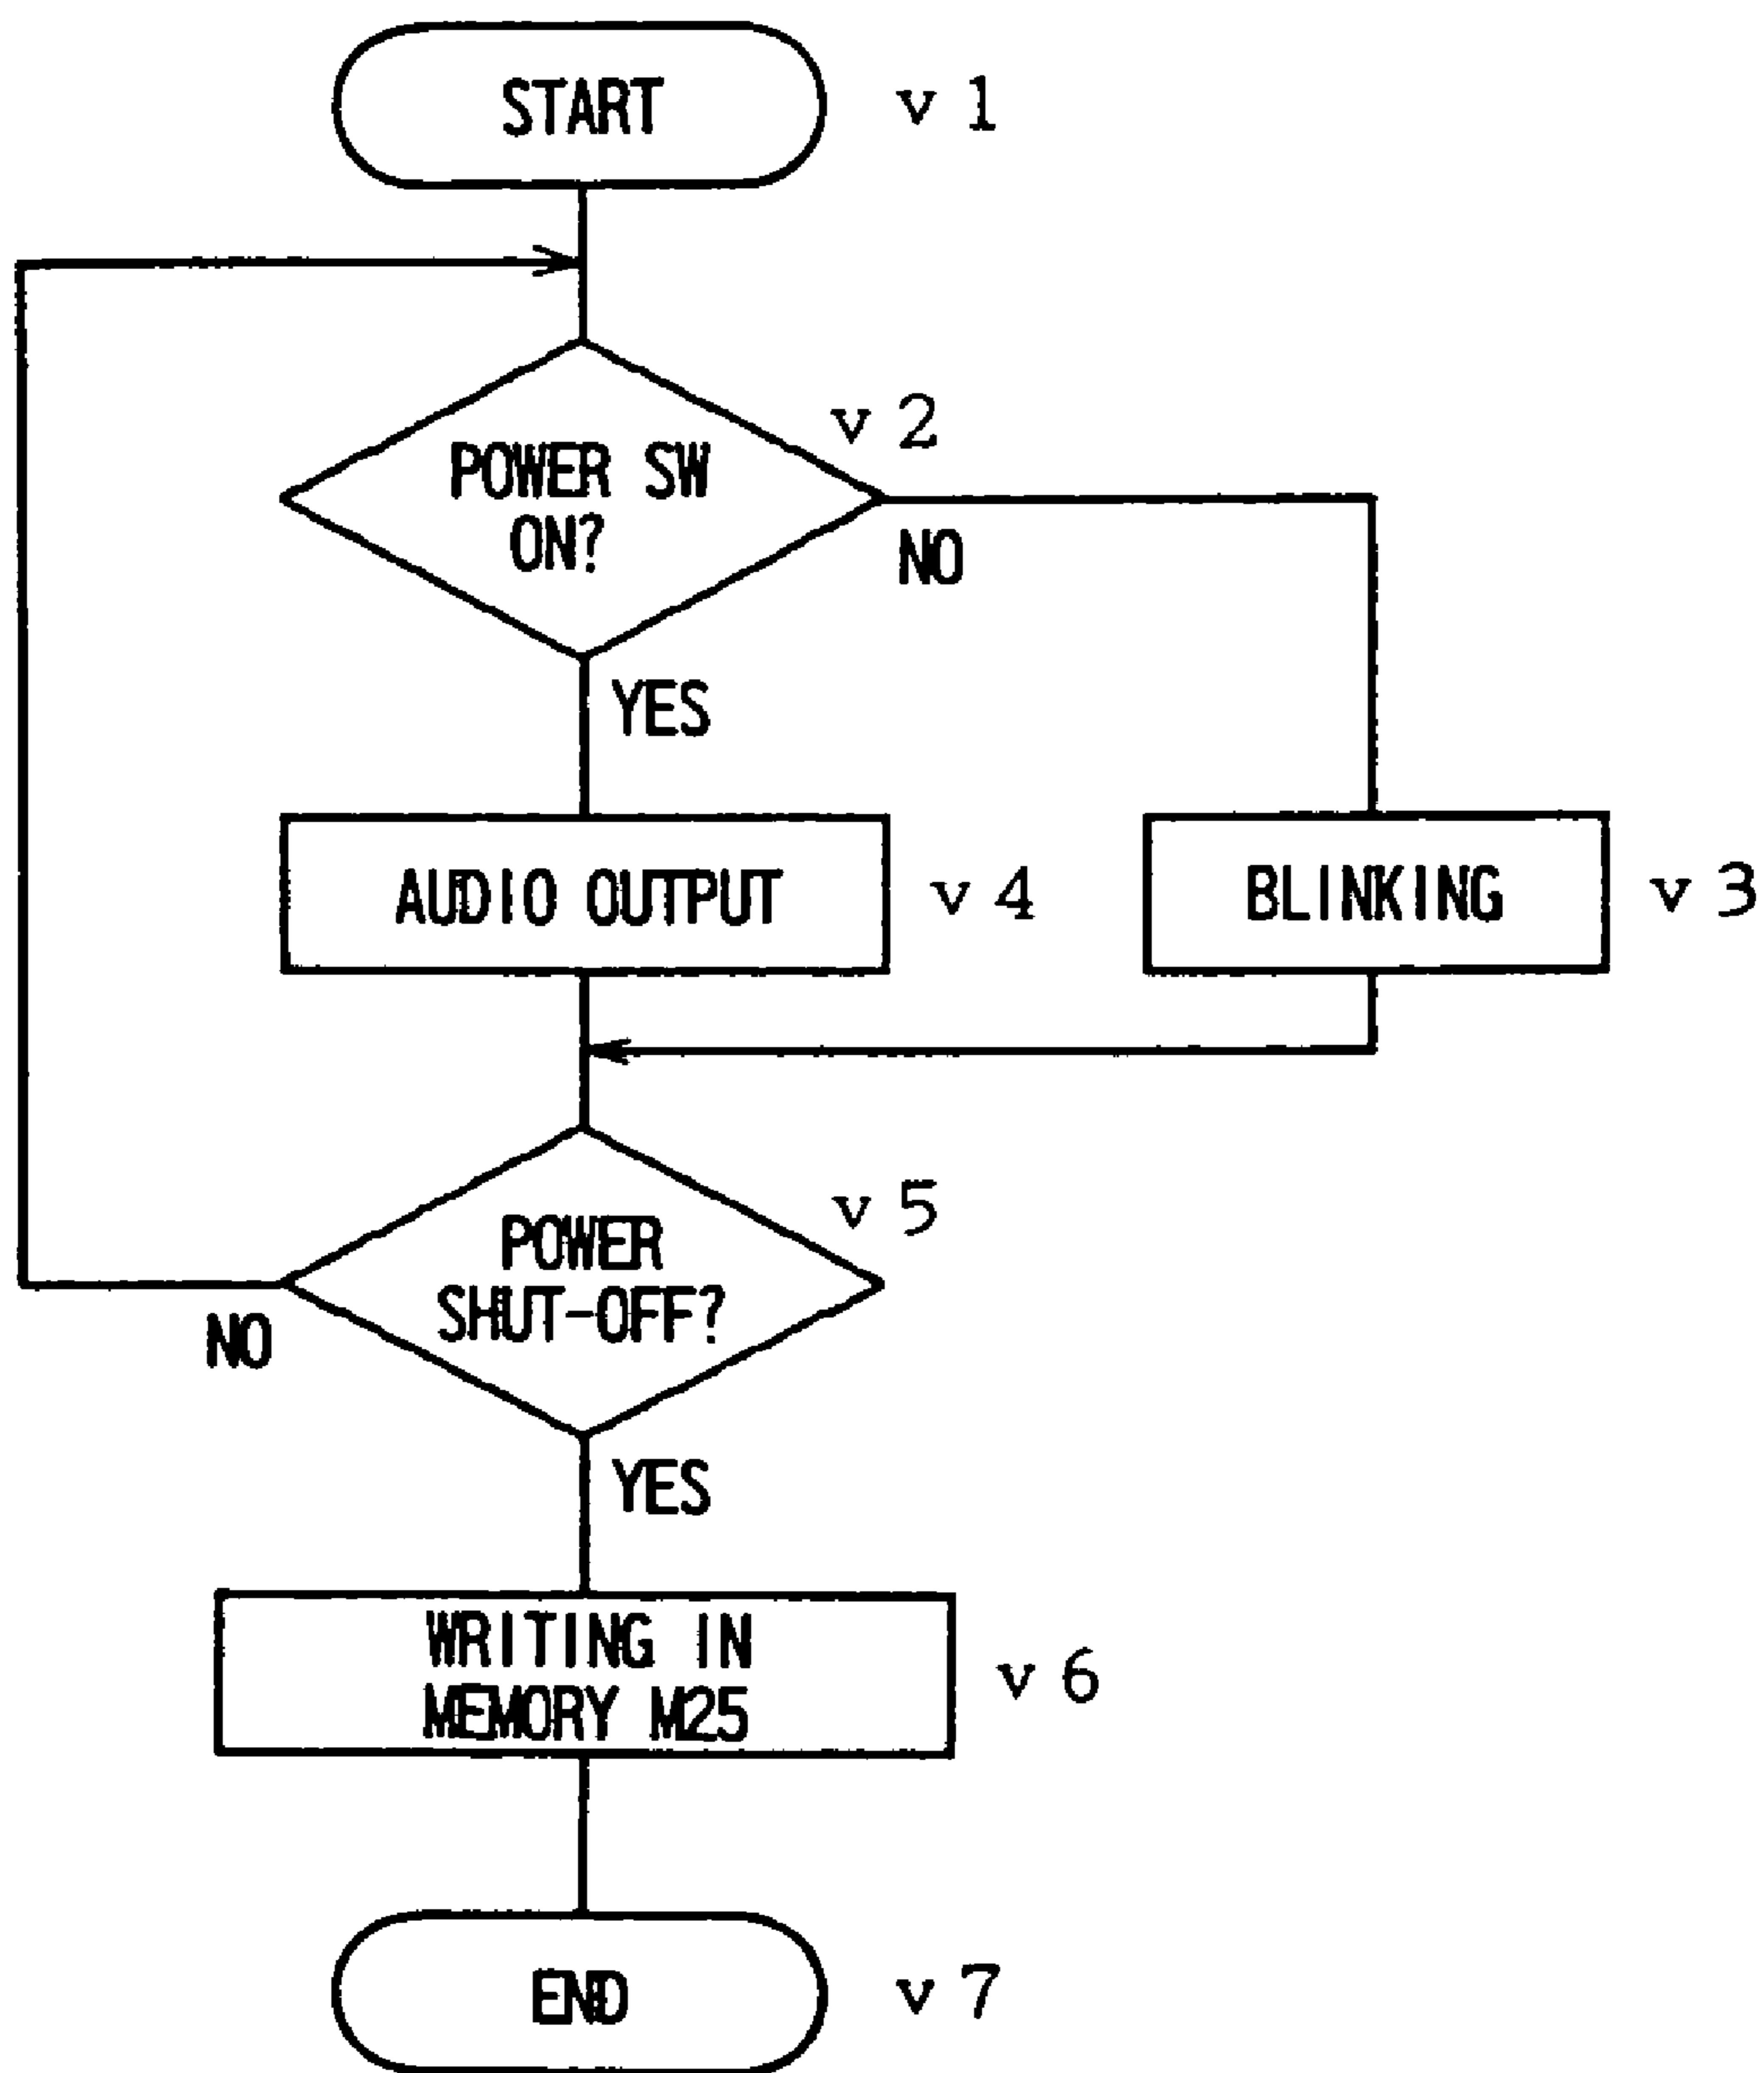 START
v 1
v 2
POWER SW
ON?
NO
YES
AUDIO OUTPUT
v 4
BLINKING
v 3
v 5
POWER
SHUT-OFF?
NO
YES
WRITING IN
MEMORY M25
v 6
END
v 7